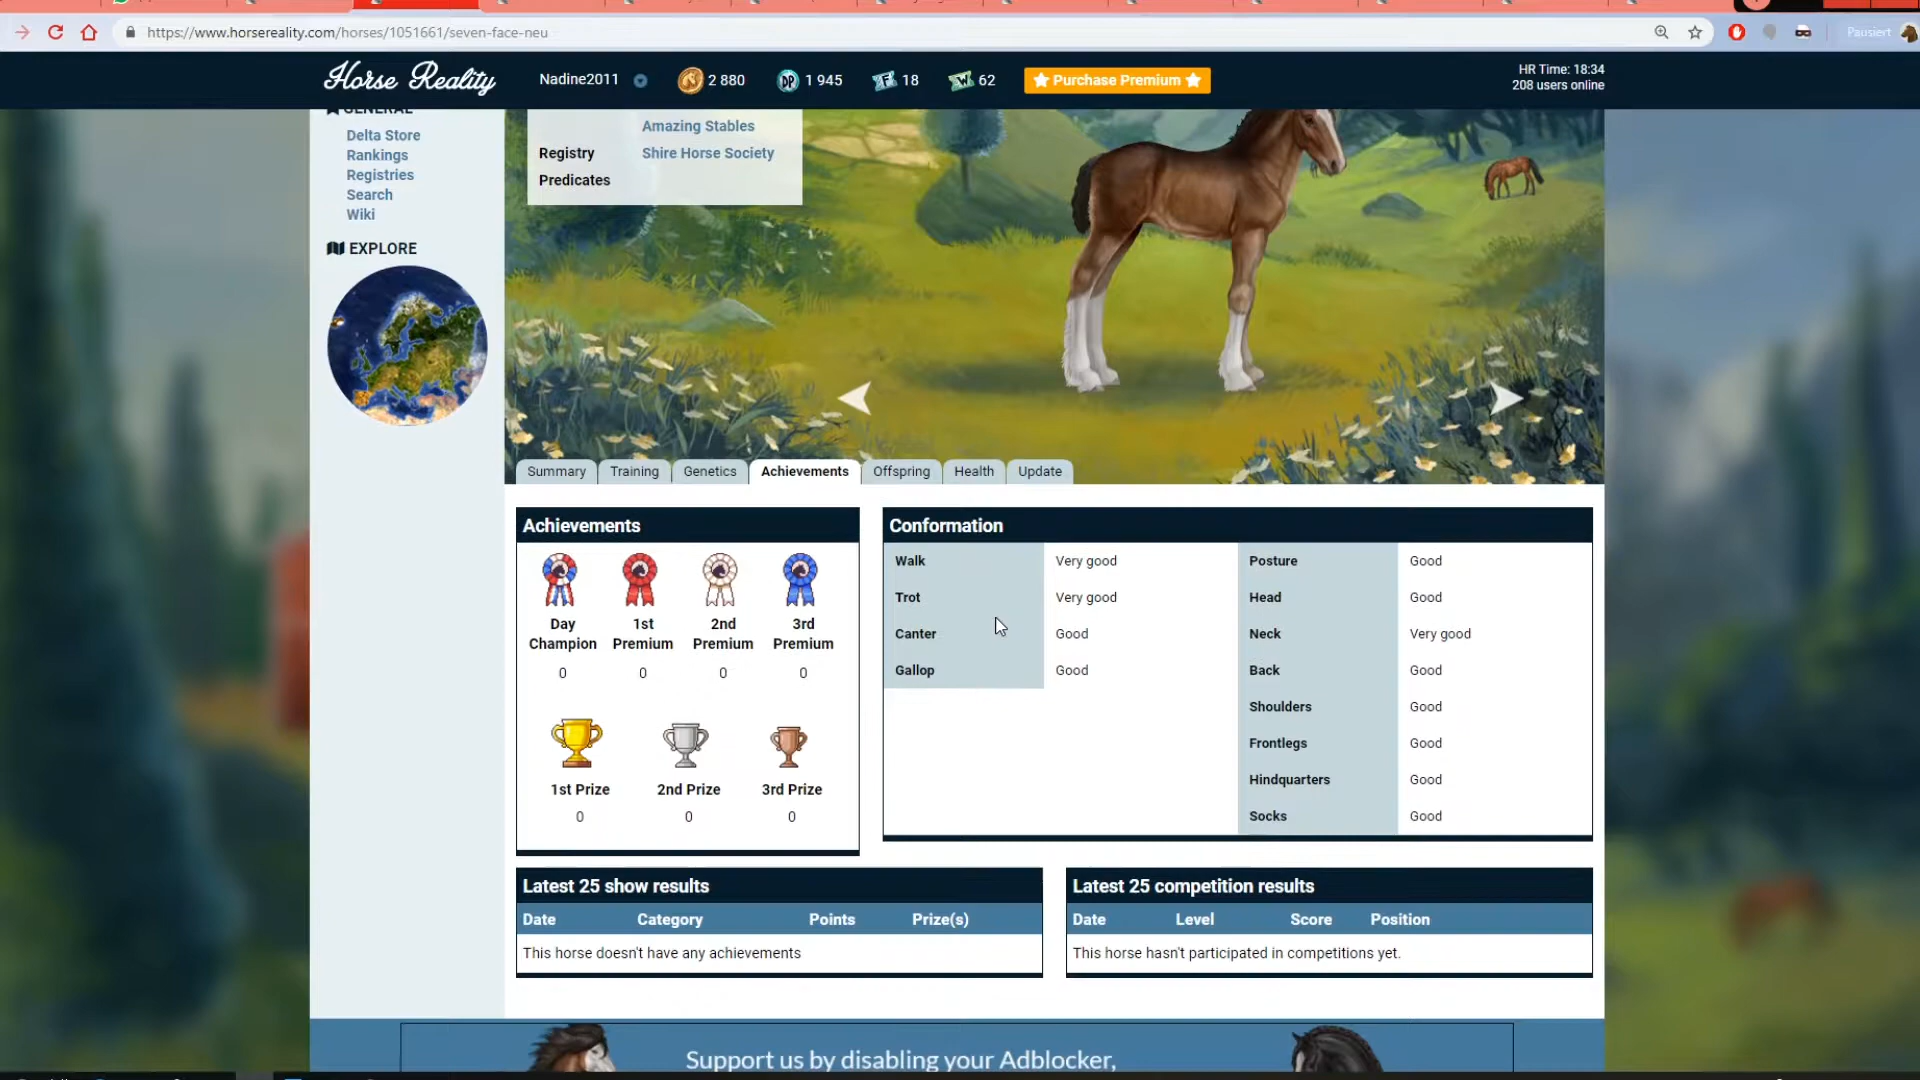 https://www.horsereality.com/horses/1051661/seven-face-neu
Pausiert
Horse Reality
Nadine2011
2 880
DP
1 945
F
18
W
62
Purchase Premium
HR Time: 18:34
208 users online
GENERAL
Delta Store
Rankings
Registries
Search
Wiki
EXPLORE
Amazing Stables
Registry
Shire Horse Society
Predicates
Summary
Training
Genetics
Achievements
Offspring
Health
Update
Achievements
Day Champion
1st Premium
2nd Premium
3rd Premium
0
0
0
0
1st Prize
2nd Prize
3rd Prize
0
0
0
Conformation
Walk Very good
Trot Very good
Canter Good
Gallop Good
Posture Good
Head Good
Neck Very good
Back Good
Shoulders Good
Frontlegs Good
Hindquarters Good
Socks Good
Latest 25 show results
Date Category Points Prize(s)
This horse doesn't have any achievements
Latest 25 competition results
Date Level Score Position
This horse hasn't participated in competitions yet.
Support us by disabling your Adblocker,